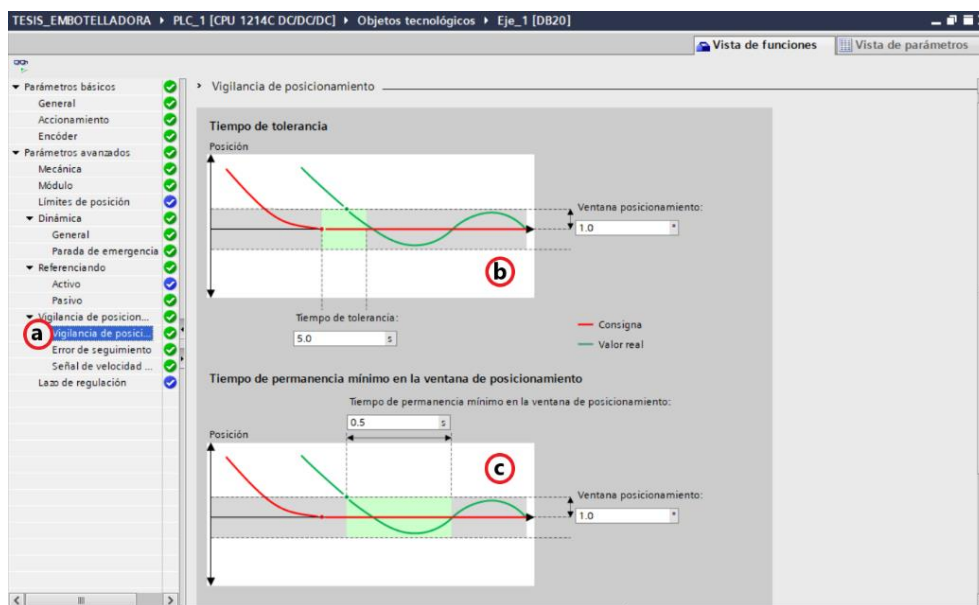 TESIS_EMBOTELLADORA ▸ PLC_1 [CPU 1214C DC/DC/DC] ▸ Objetos tecnológicos ▸ Eje_1 [DB20]
Vista de funciones
Vista de parámetros
Parámetros básicos
General
Accionamiento
Encóder
Parámetros avanzados
Mecánica
Módulo
Límites de posición
Dinámica
General
Parada de emergencia
Referenciando
Activo
Pasivo
Vigilancia de posicion...
a
Vigilancia de posici...
Error de seguimiento
Señal de velocidad ...
Lazo de regulación
Vigilancia de posicionamiento
Tiempo de tolerancia
Posición
Ventana posicionamiento:
1.0 °
b
Tiempo de tolerancia:
5.0 s
Consigna
Valor real
Tiempo de permanencia mínimo en la ventana de posicionamiento
Tiempo de permanencia mínimo en la ventana de posicionamiento:
0.5 s
Posición
c
Ventana posicionamiento:
1.0 °